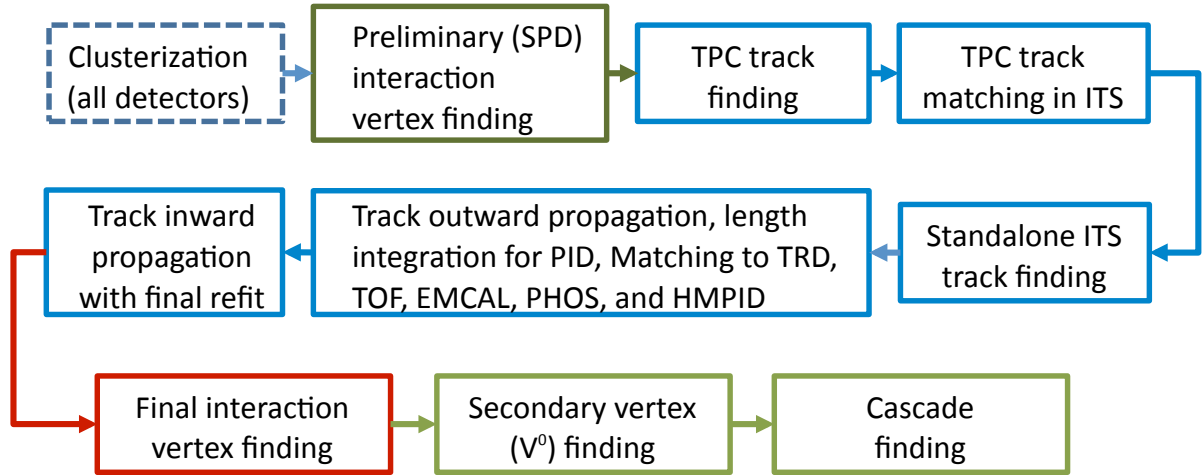 Clusterization
(all detectors)
Preliminary (SPD)
interaction
vertex finding
TPC track
finding
TPC track
matching in ITS
Standalone ITS
track finding
Track outward propagation, length
integration for PID, Matching to TRD,
TOF, EMCAL, PHOS, and HMPID
Track inward
propagation
with final refit
Final interaction
vertex finding
Secondary vertex
(V⁰) finding
Cascade
finding